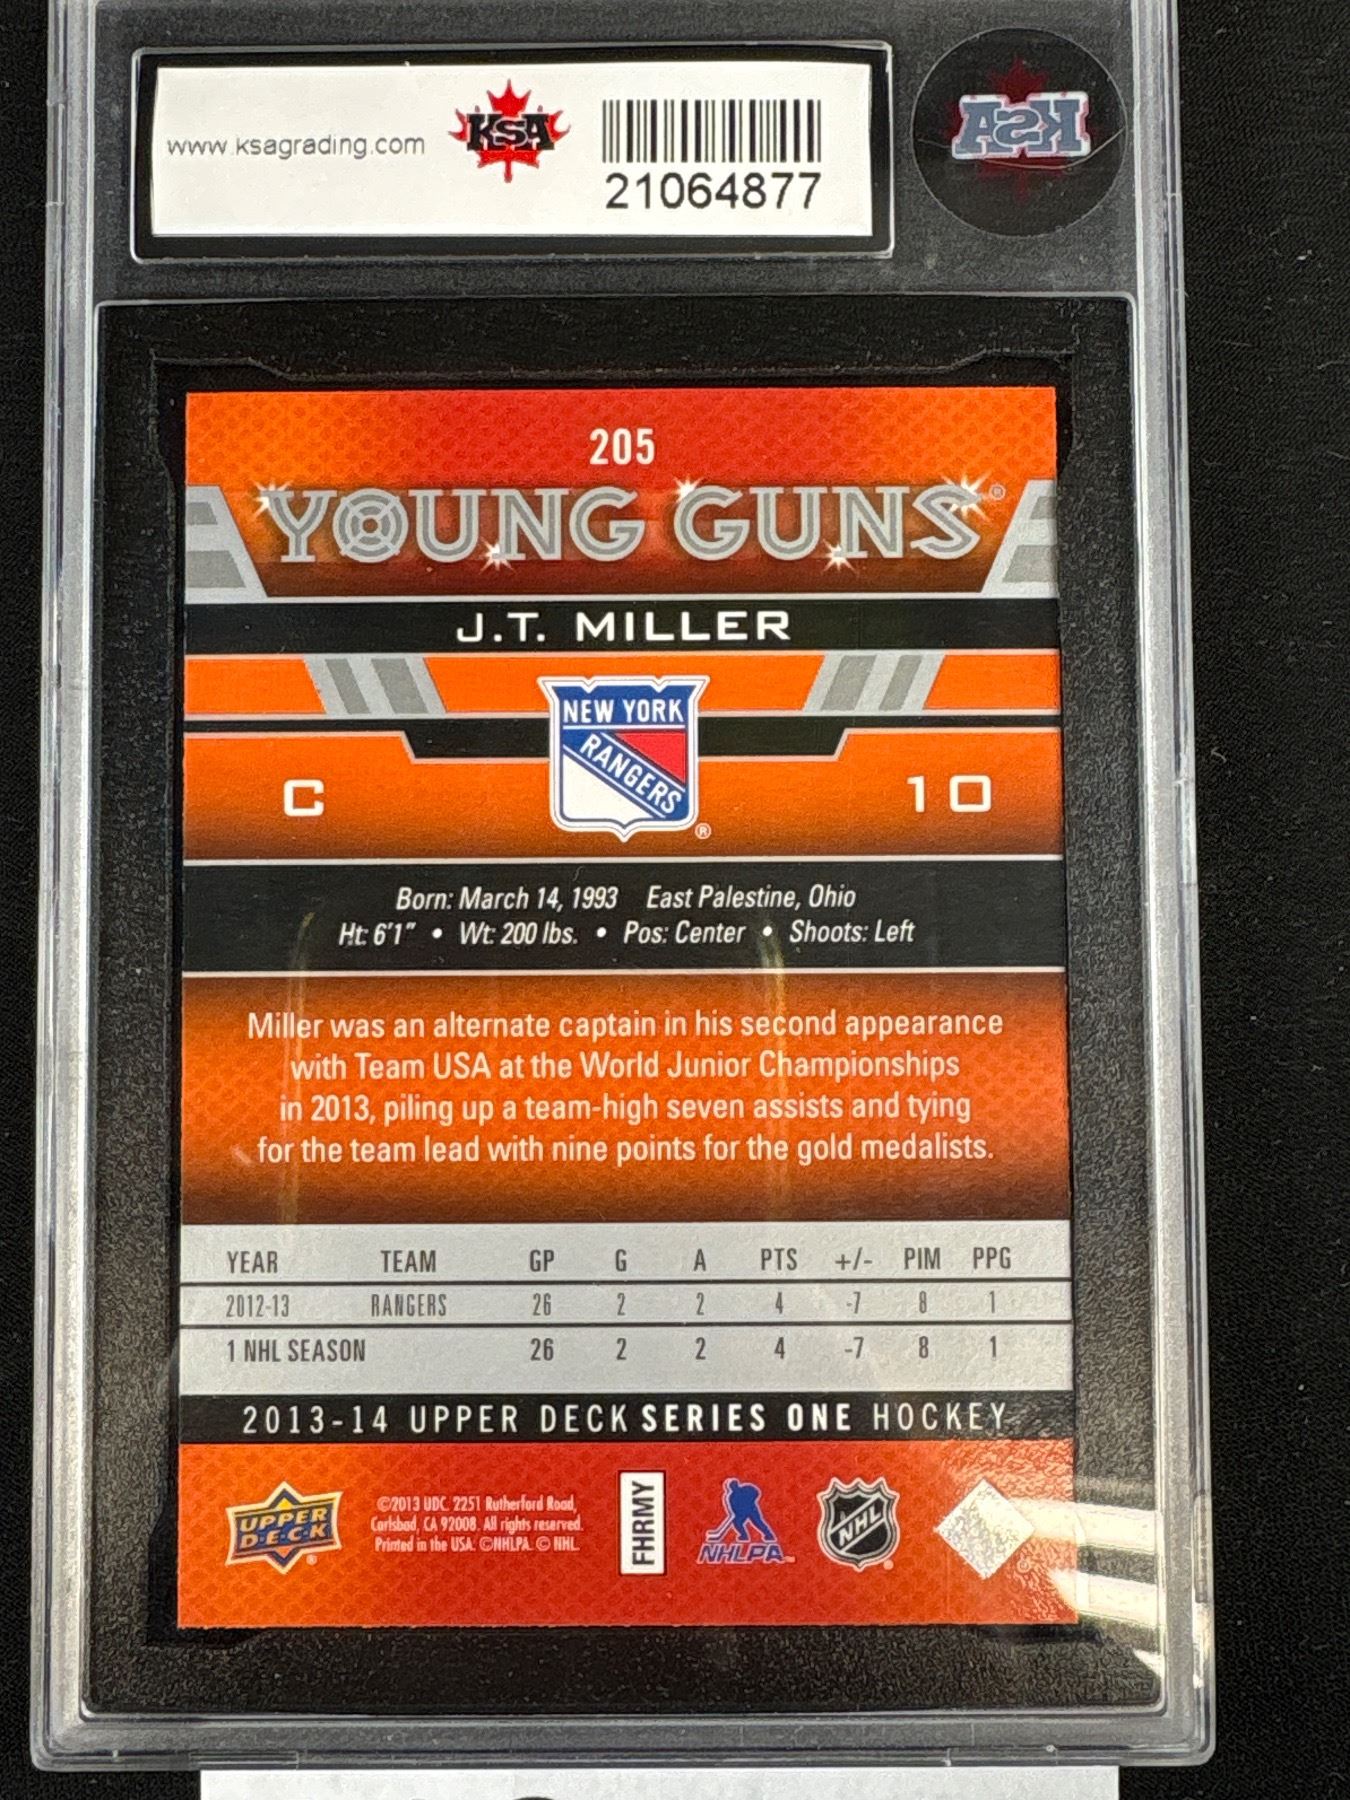 www.ksagrading.com
KSA
21064877
KSA
205
YOUNG GUNS®
J.T. MILLER
NEW YORK
RANGERS
®
C
10
Born: March 14, 1993 East Palestine, Ohio
Ht: 6'1" • Wt: 200 lbs. • Pos: Center • Shoots: Left
Miller was an alternate captain in his second appearance
with Team USA at the World Junior Championships
in 2013, piling up a team-high seven assists and tying
for the team lead with nine points for the gold medalists.
YEAR TEAM GP G A PTS +/- PIM PPG
2012-13 RANGERS 26 2 2 4 -7 8 1
1 NHL SEASON 26 2 2 4 -7 8 1
2013-14 UPPER DECK SERIES ONE HOCKEY
UPPER
D•E•C•K
®
©2013 UDC. 2251 Rutherford Road,
Carlsbad, CA 92008. All rights reserved.
Printed in the USA. ©NHLPA. © NHL.
FHRMY
NHLPA
NHL
®